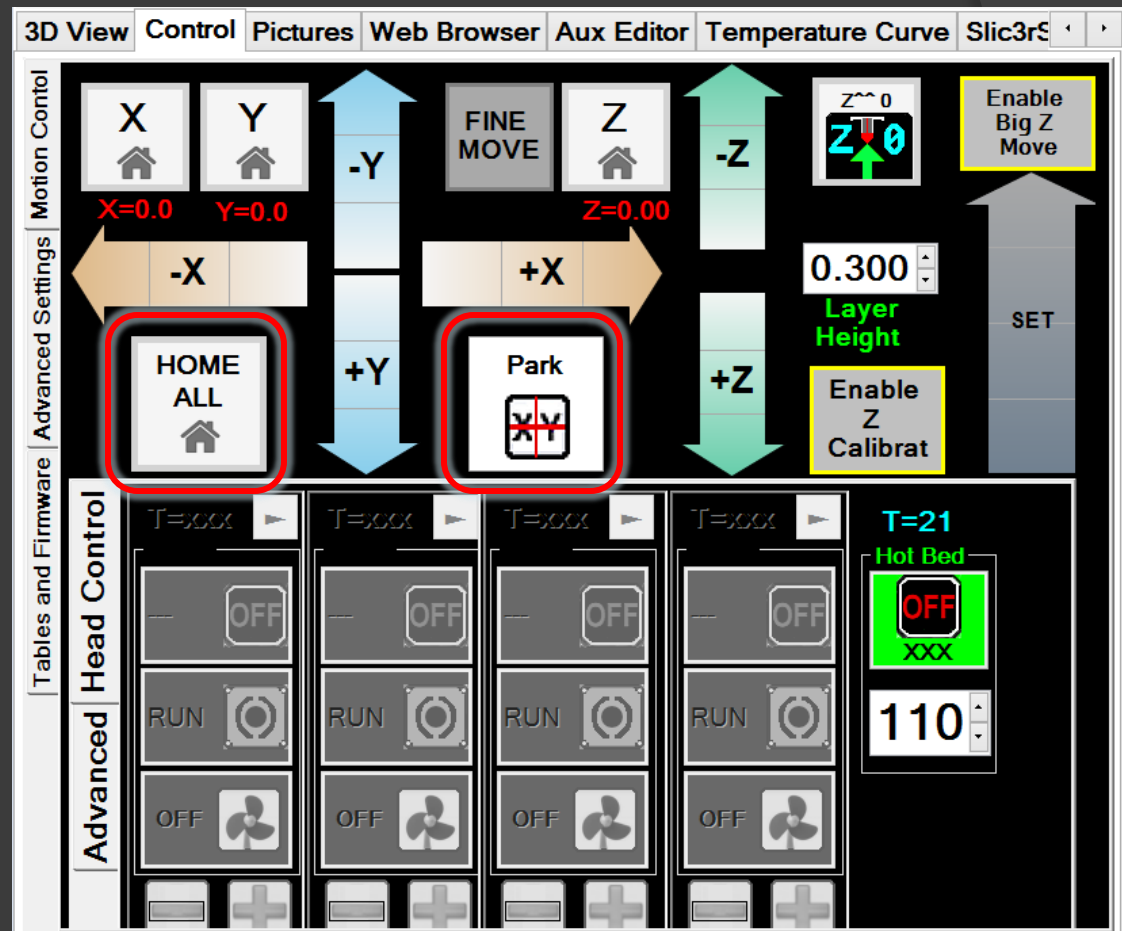 3D View Control Pictures Web Browser Aux Editor Temperature Curve Slic3rS
Motion Contol
Advanced Settings
Tables and Firmware
X
Y
X=0.0
Y=0.0
-Y
FINE
MOVE
Z
Z=0.00
-Z
Z^^ 0
Z 0
Enable
Big Z
Move
-X
+X
0.300
Layer
Height
SET
HOME
ALL
+Y
Park
XY
+Z
Enable
Z
Calibrat
Head Control
Advanced
T=xxx
T=xxx
T=xxx
T=xxx
T=21
Hot Bed
OFF
xxx
110
--- OFF
--- OFF
--- OFF
--- OFF
RUN
RUN
RUN
RUN
OFF
OFF
OFF
OFF